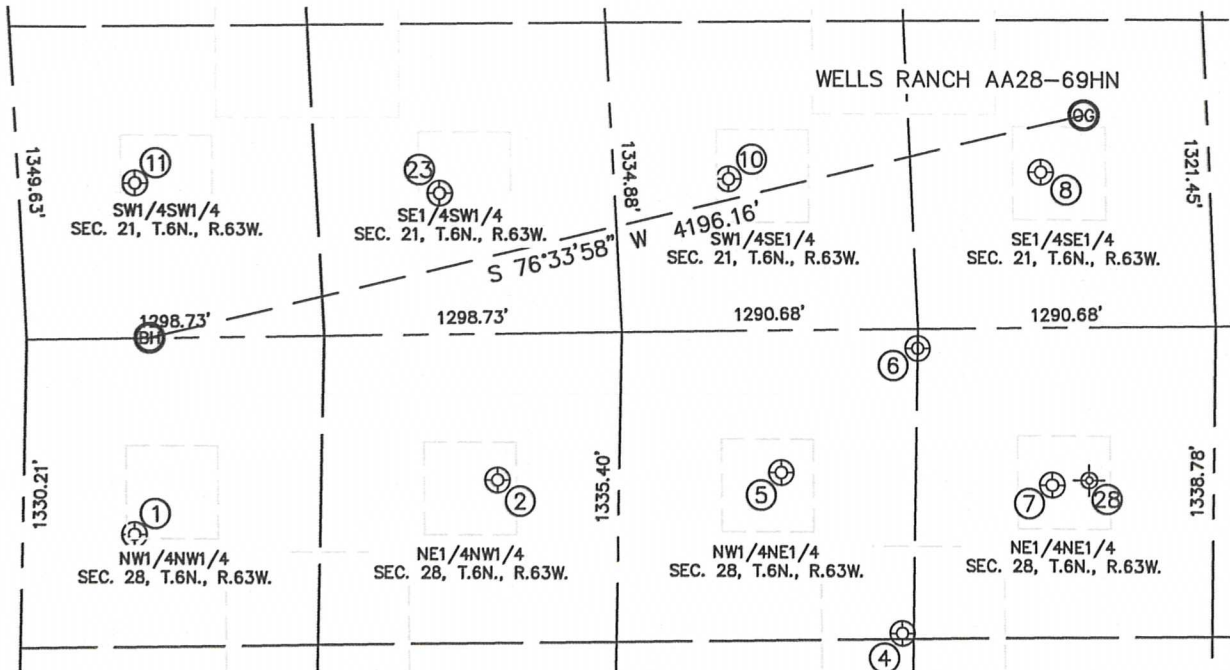 WELLS RANCH AA28-69HN
OG
1349.63'
11
23
1334.88'
10
8
1321.45'
SW1/4SW1/4
SEC. 21, T.6N., R.63W.
SE1/4SW1/4
SEC. 21, T.6N., R.63W.
S 76°33'58" W 4196.16'
SW1/4SE1/4
SEC. 21, T.6N., R.63W.
SE1/4SE1/4
SEC. 21, T.6N., R.63W.
BH
1298.73'
1298.73'
1290.68'
1290.68'
6
1330.21'
1
2
1335.40'
5
7
28
1338.78'
NW1/4NW1/4
SEC. 28, T.6N., R.63W.
NE1/4NW1/4
SEC. 28, T.6N., R.63W.
NW1/4NE1/4
SEC. 28, T.6N., R.63W.
NE1/4NE1/4
SEC. 28, T.6N., R.63W.
4